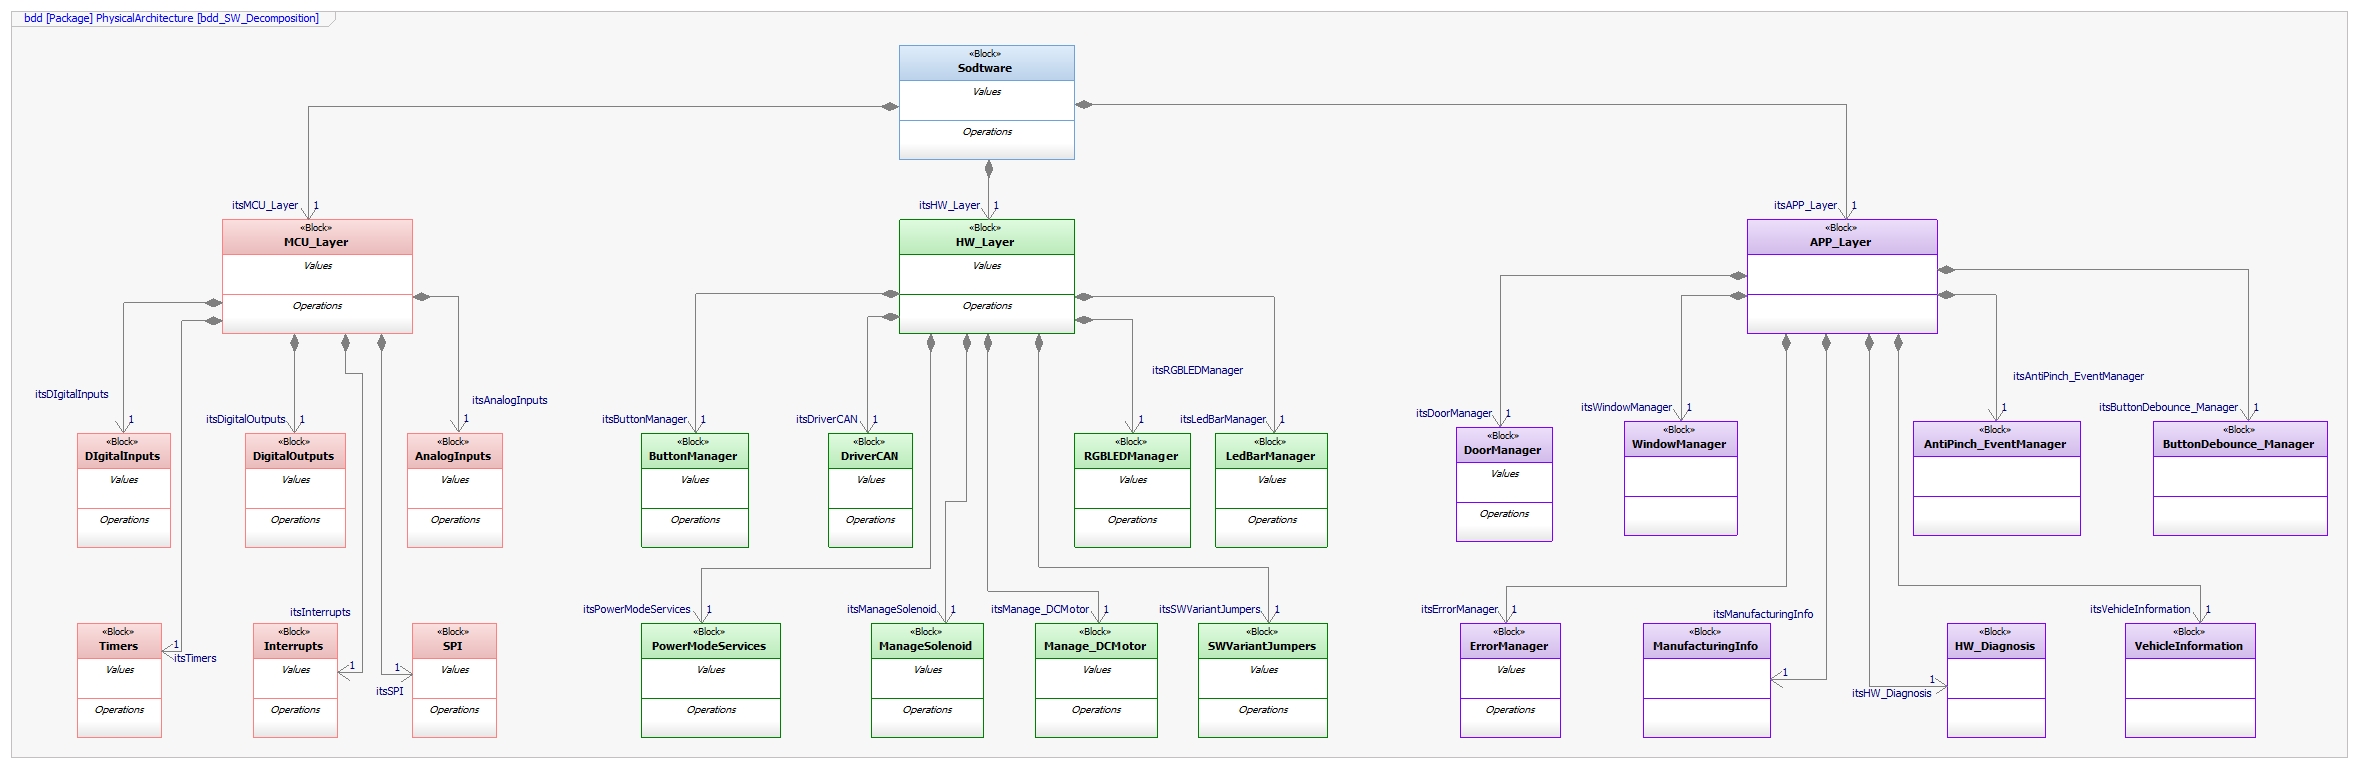 bdd [Package] PhysicalArchitecture [bdd_SW_Decomposition]
«Block»
Sodtware
Values
Operations
itsMCU_Layer 1
itsHW_Layer 1
itsAPP_Layer 1
«Block»
MCU_Layer
Values
Operations
«Block»
HW_Layer
Values
Operations
«Block»
APP_Layer
itsDIgitalInputs 1
itsDigitalOutputs 1
itsAnalogInputs 1
itsButtonManager 1
itsDriverCAN 1
itsRGBLEDManager 1
itsLedBarManager 1
itsDoorManager 1
itsWindowManager 1
itsAntiPinch_EventManager 1
itsButtonDebounce_Manager 1
«Block»
DIgitalInputs
Values
Operations
«Block»
DigitalOutputs
Values
Operations
«Block»
AnalogInputs
Values
Operations
«Block»
ButtonManager
Values
Operations
«Block»
DriverCAN
Values
Operations
«Block»
RGBLEDManager
Values
Operations
«Block»
LedBarManager
Values
Operations
«Block»
DoorManager
Values
Operations
«Block»
WindowManager
«Block»
AntiPinch_EventManager
«Block»
ButtonDebounce_Manager
1
itsTimers
itsInterrupts
1
1
itsSPI
itsPowerModeServices 1
itsManageSolenoid 1
itsManage_DCMotor 1
itsSWVariantJumpers 1
itsErrorManager 1
itsManufacturingInfo
1
1
itsHW_Diagnosis
itsVehicleInformation 1
«Block»
Timers
Values
Operations
«Block»
Interrupts
Values
Operations
«Block»
SPI
Values
Operations
«Block»
PowerModeServices
Values
Operations
«Block»
ManageSolenoid
Values
Operations
«Block»
Manage_DCMotor
Values
Operations
«Block»
SWVariantJumpers
Values
Operations
«Block»
ErrorManager
Values
Operations
«Block»
ManufacturingInfo
«Block»
HW_Diagnosis
«Block»
VehicleInformation